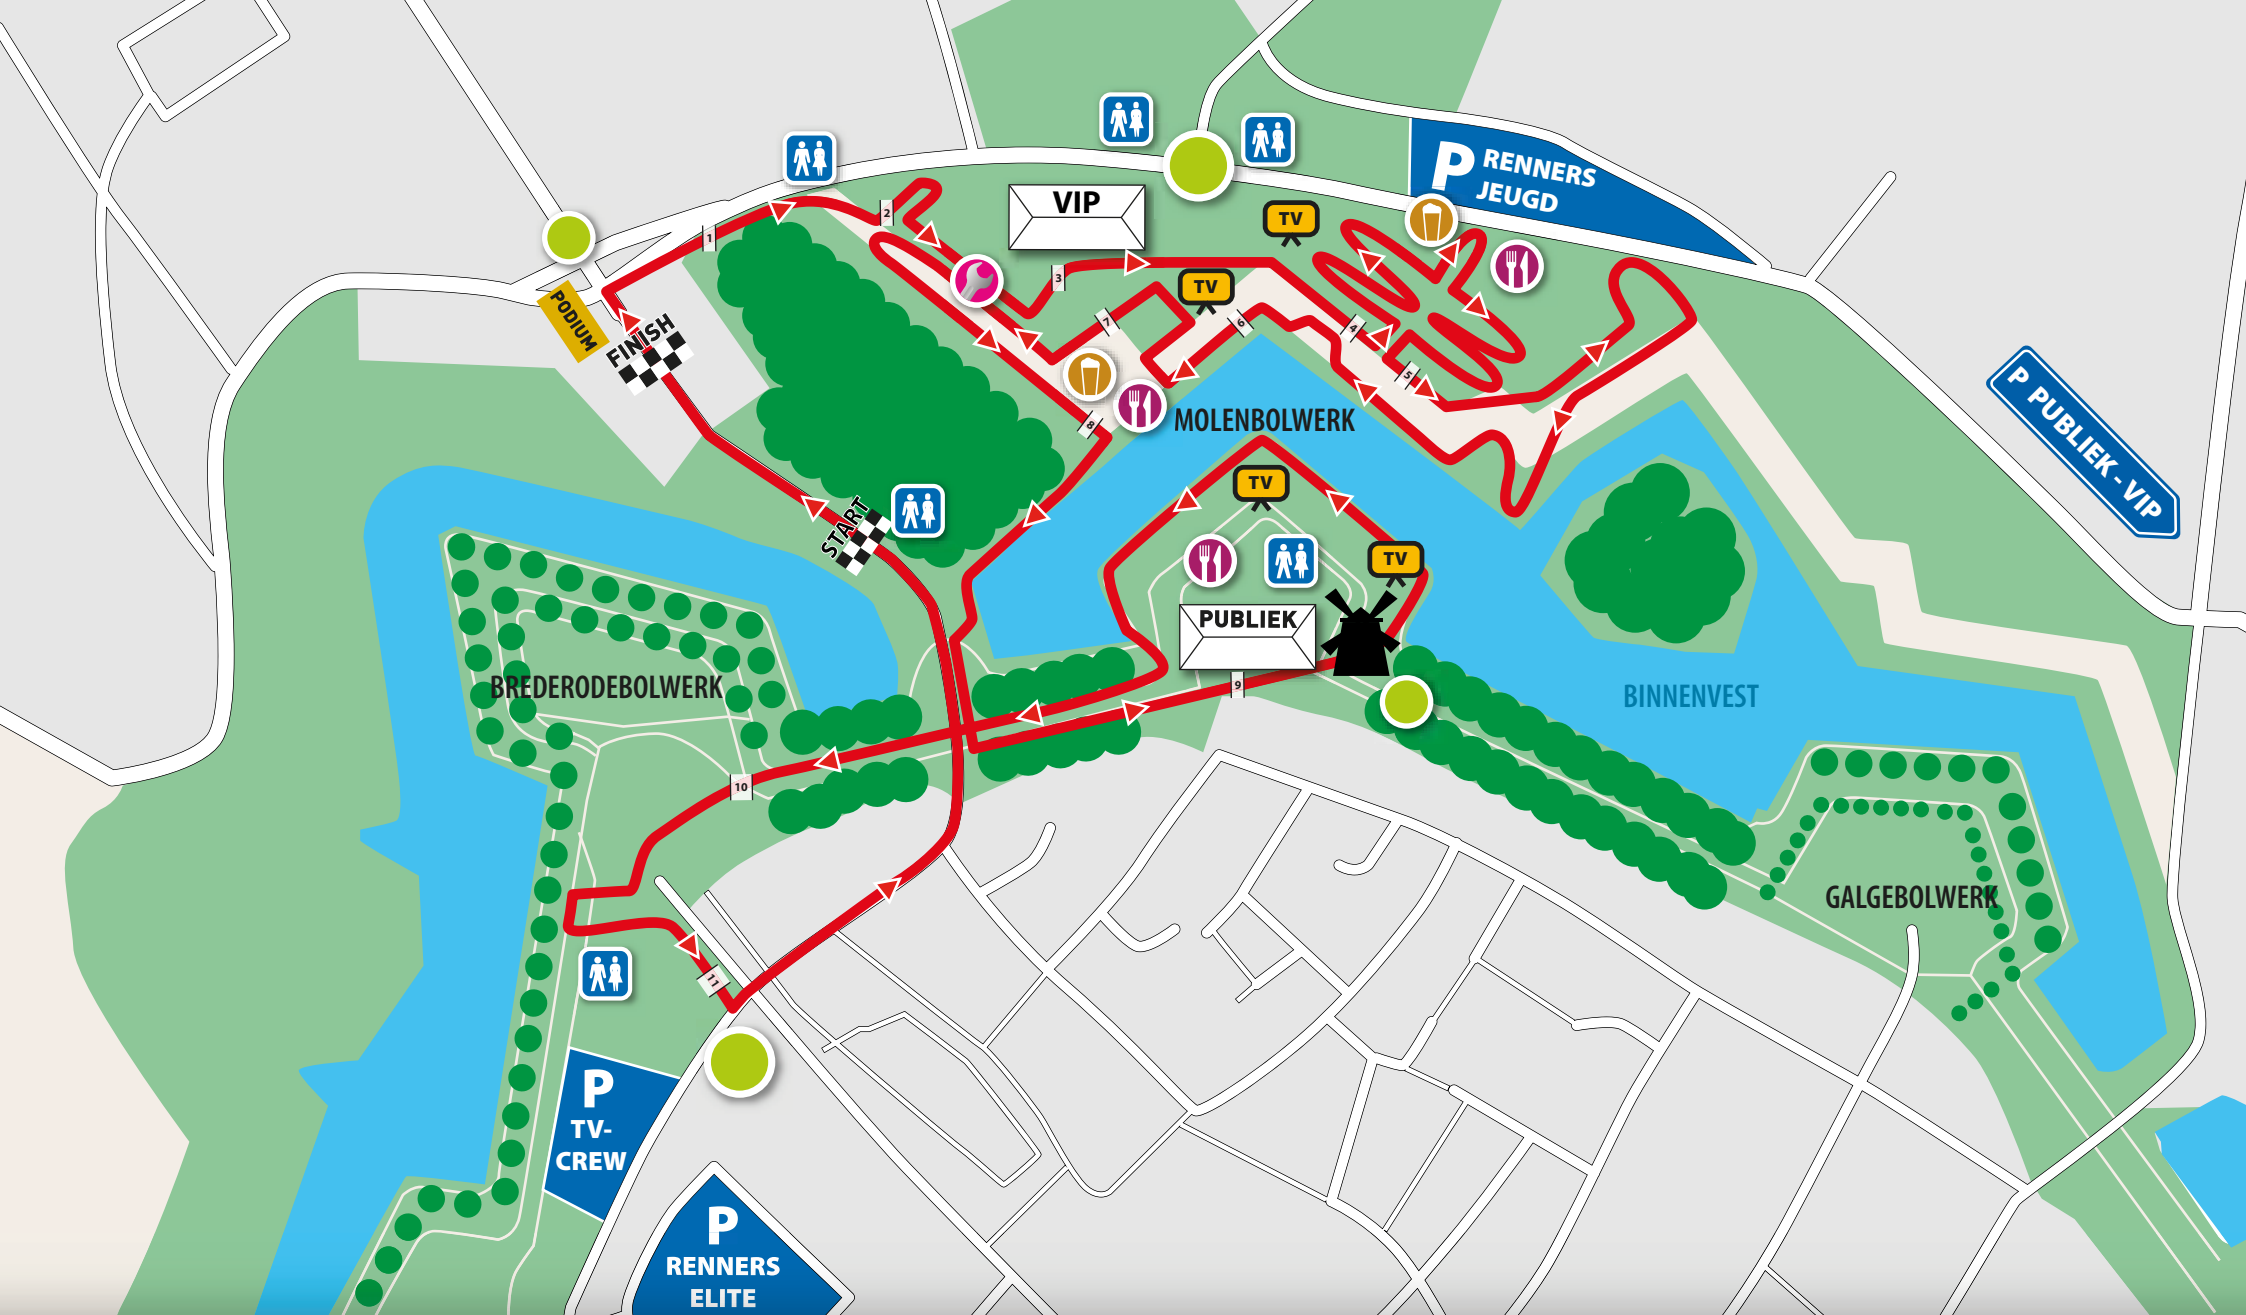 VIP
P RENNERS
JEUGD
TV
TV
1
2
3
PODIUM
FINISH
7
6
4
5
8
P PUBLIEK - VIP
MOLENBOLWERK
START
TV
TV
PUBLIEK
BREDERODEBOLWERK
9
BINNENVEST
10
GALGEBOLWERK
11
P
TV-
CREW
P
RENNERS
ELITE